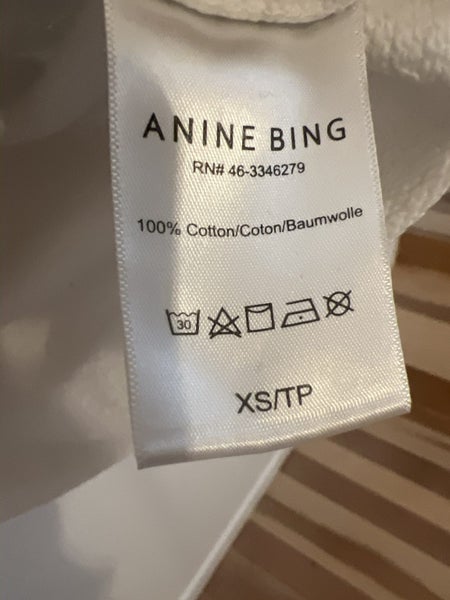 ANINE BING
RN# 46-3346279
100% Cotton/Coton/Baumwolle
30
XS/TP